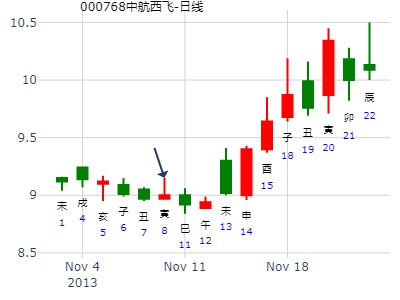 000768中航西飞-日线
10.5
10
9.5
9
8.5
未
1
戌
4
亥
5
子
6
丑
7
寅
8
巳
11
午
12
未
13
申
14
酉
15
子
18
丑
19
寅
20
卯
21
辰
22
Nov 4
2013
Nov 11
Nov 18